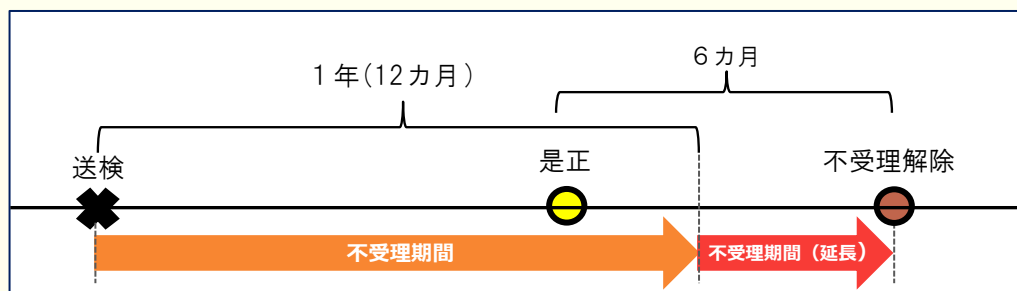 ６カ月
１年(12カ月)
送検
是正
不受理解除
不受理期間
不受理期間（延長）